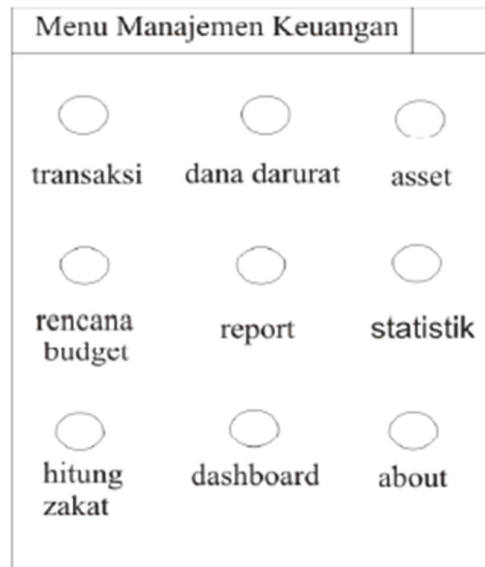 Menu Manajemen Keuangan
transaksi dana darurat asset
rencana budget report statistik
hitung zakat dashboard about